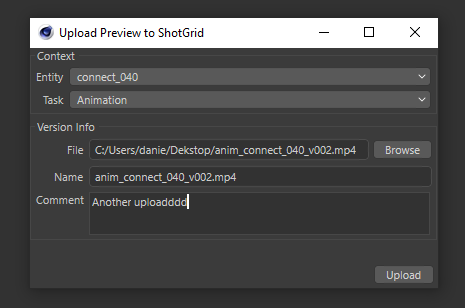 Upload Preview to ShotGrid
Context
Entity connect_040
Task Animation
Version Info
File C:/Users/danie/Dekstop/anim_connect_040_v002.mp4 Browse
Name anim_connect_040_v002.mp4
Comment Another uploadddd
Upload